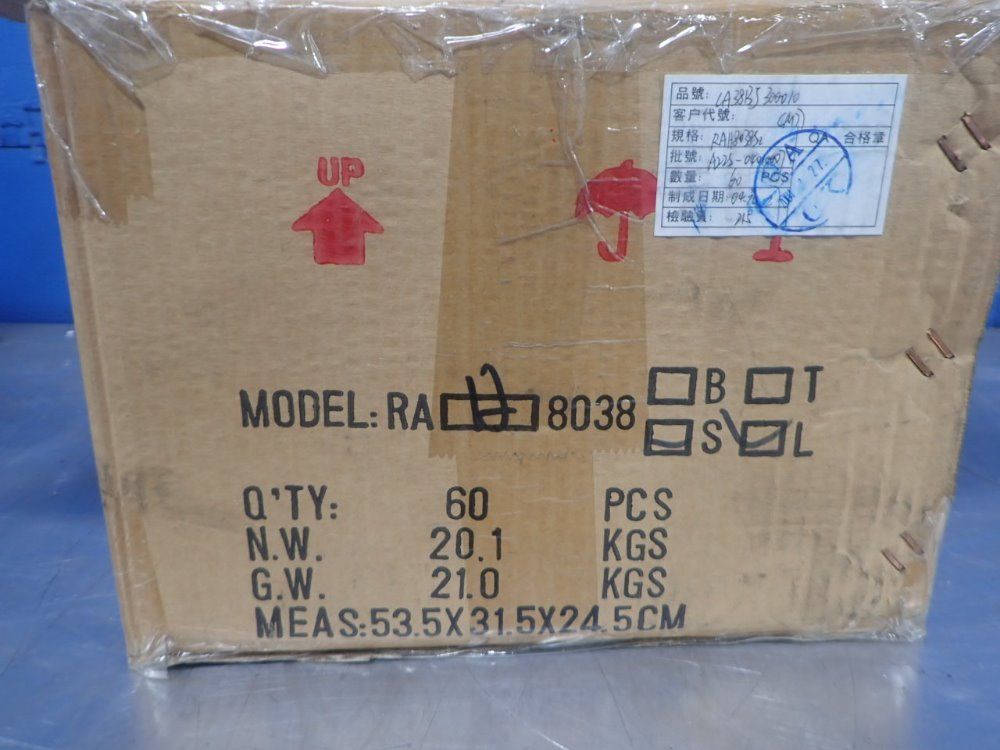 UP
品號:
客户代號:
規格: QA 合格章
批號:
數量: 60 PCS
制成日期:
檢驗員:
MODEL: RA 8038 B T
S L
Q'TY: 60 PCS
N.W. 20.1 KGS
G.W. 21.0 KGS
MEAS:53.5X31.5X24.5CM